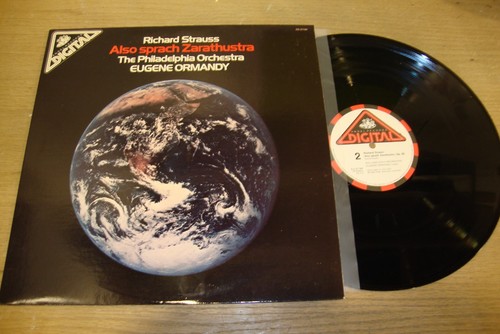 DIGITAL
Richard Strauss
Also sprach Zarathustra
The Philadelphia Orchestra
EUGENE ORMANDY
DIGITAL
2